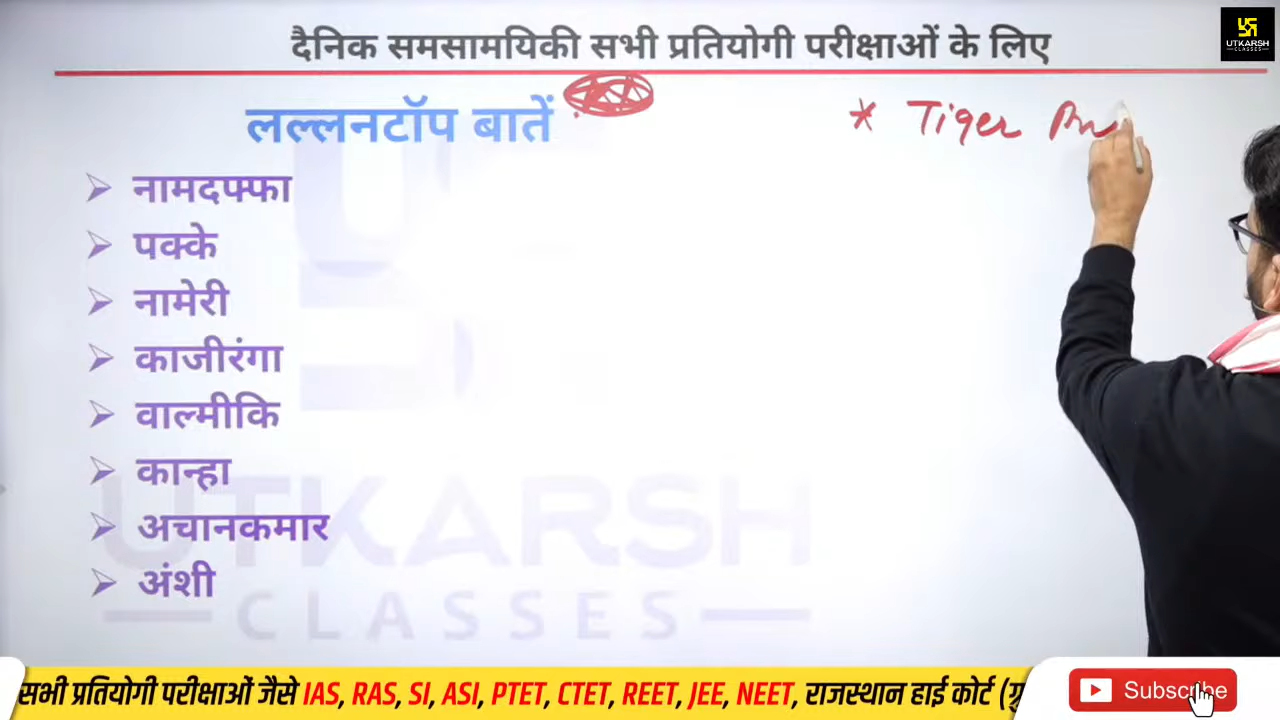 दैनिक समसामयिकी सभी प्रतियोगी परीक्षाओं के लिए
UTKARSH
CLASSES
लल्लनटॉप बातें
* Tiger
नामदफ्फा
पक्के
नामेरी
काजीरंगा
वाल्मीकि
कान्हा
अचानकमार
अंशी
UTKARSH
CLASSES
सभी प्रतियोगी परीक्षाओं जैसे IAS, RAS, SI, ASI, PTET, CTET, REET, JEE, NEET, राजस्थान हाई कोर्ट
Subscribe